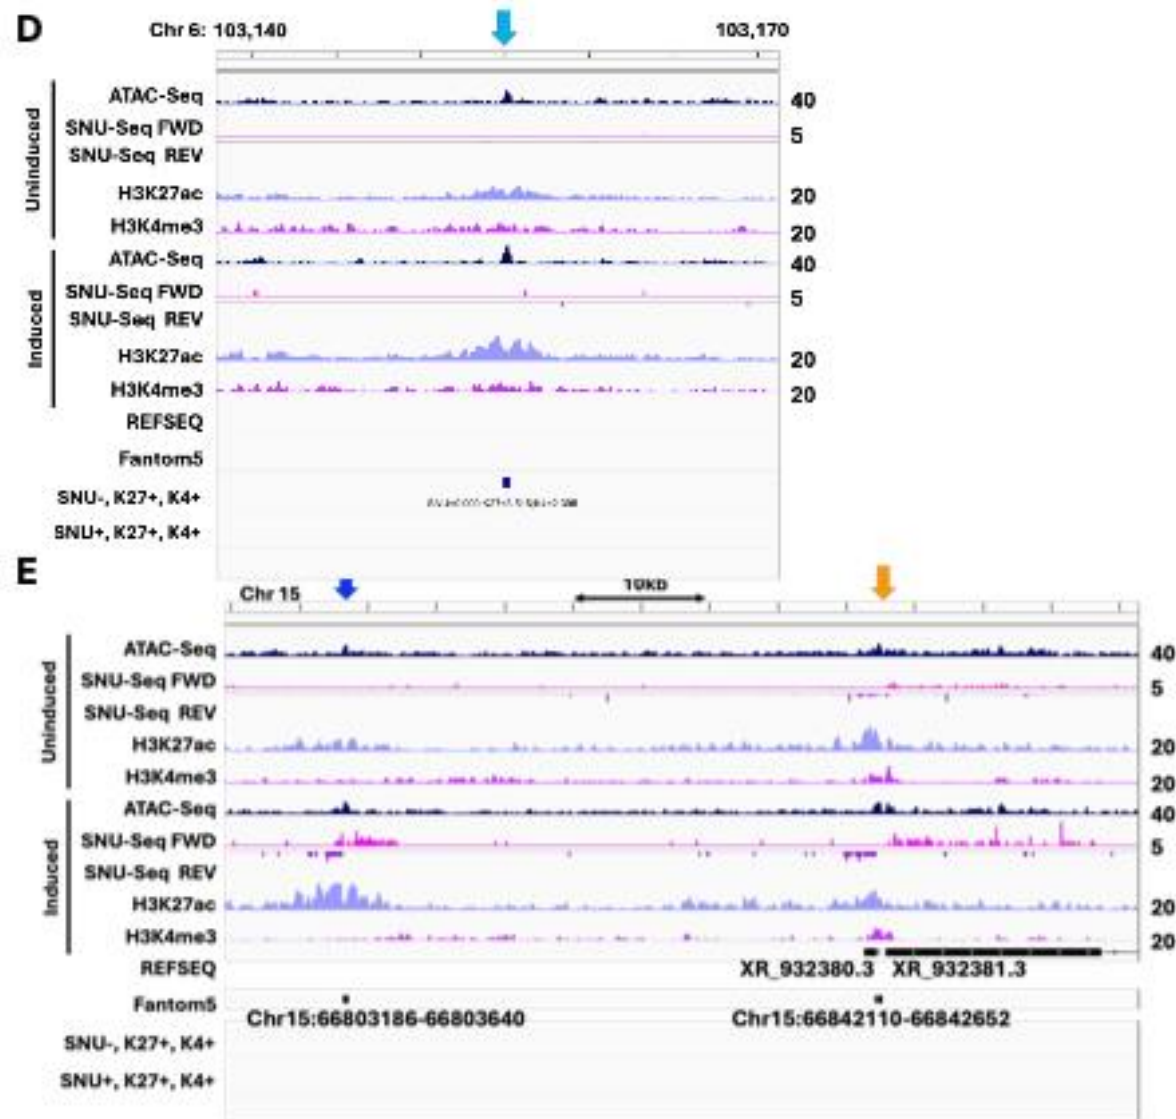 D
Chr 6: 103,140 103,170
Uninduced
ATAC-Seq 40
SNU-Seq FWD 5
SNU-Seq REV
H3K27ac 20
H3K4me3 20
Induced
ATAC-Seq 40
SNU-Seq FWD 5
SNU-Seq REV
H3K27ac 20
H3K4me3 20
REFSEQ
Fantom5
SNU-, K27+, K4+
SNU+, K27+, K4+
E
Chr 15 10kb
Uninduced
ATAC-Seq 40
SNU-Seq FWD 5
SNU-Seq REV
H3K27ac 20
H3K4me3 20
Induced
ATAC-Seq 40
SNU-Seq FWD 5
SNU-Seq REV
H3K27ac 20
H3K4me3 20
REFSEQ XR_932380.3 XR_932381.3
Fantom5
Chr15:66803186-66803640 Chr15:66842110-66842652
SNU-, K27+, K4+
SNU+, K27+, K4+